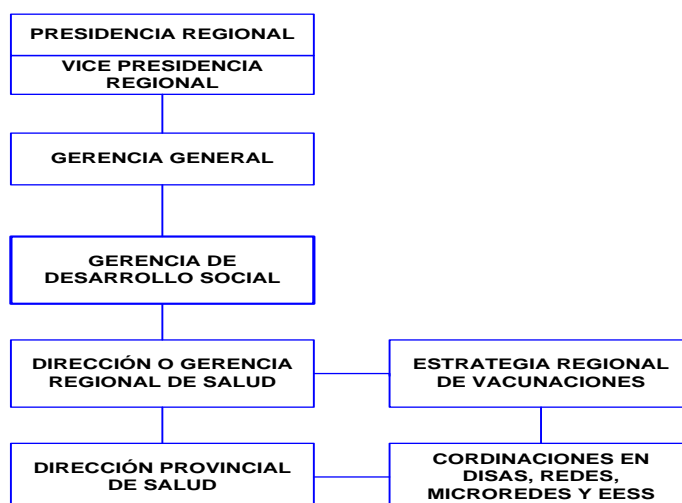 PRESIDENCIA REGIONAL
VICE PRESIDENCIA
REGIONAL
GERENCIA GENERAL
GERENCIA DE
DESARROLLO SOCIAL
DIRECCIÓN O GERENCIA
REGIONAL DE SALUD
ESTRATEGIA REGIONAL
DE VACUNACIONES
DIRECCIÓN PROVINCIAL
DE SALUD
CORDINACIONES EN
DISAS, REDES,
MICROREDES Y EESS